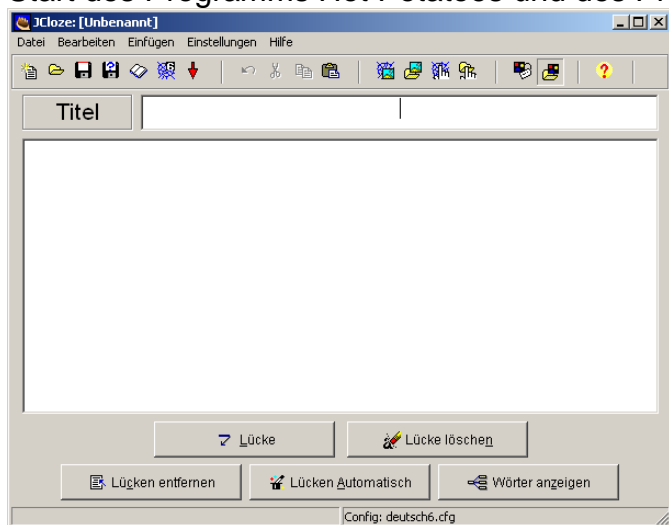 Start des Programms Hot Potatoes und des
JCloze: [Unbenannt]
Datei Bearbeiten Einfügen Einstellungen Hilfe
Titel
Lücke
Lücke löschen
Lücken entfernen
Lücken Automatisch
Wörter anzeigen
Config: deutsch6.cfg